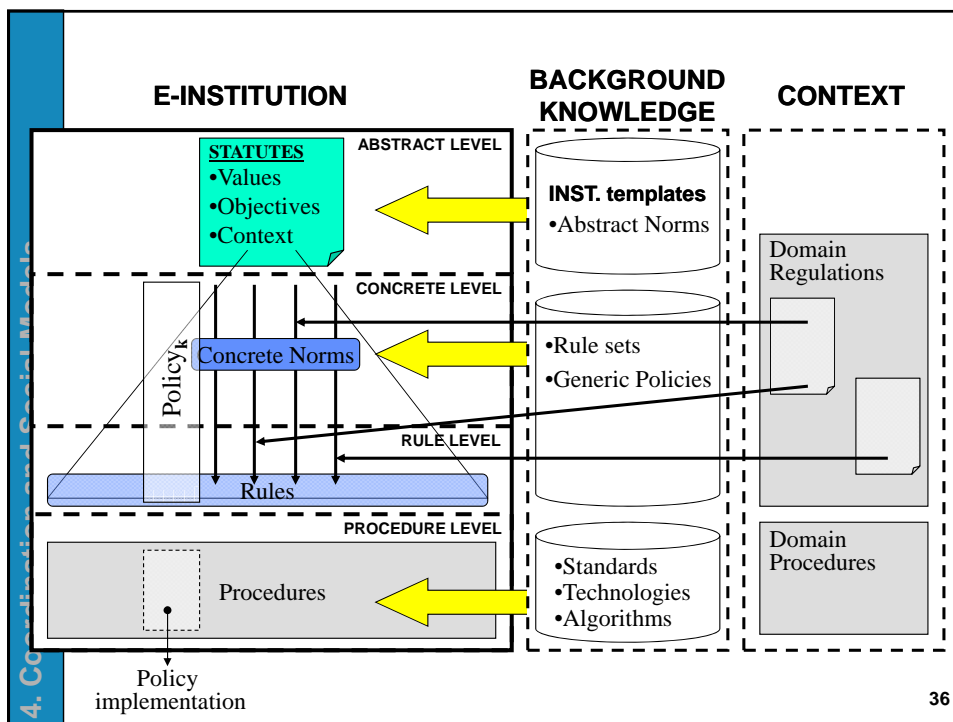 4. Coordination and Social Models
E-INSTITUTION
BACKGROUND
KNOWLEDGE
CONTEXT
ABSTRACT LEVEL
STATUTES
•Values
•Objectives
•Context
INST. templates
•Abstract Norms
CONCRETE LEVEL
Policyk
Concrete Norms
•Rule sets
•Generic Policies
Domain
Regulations
RULE LEVEL
Rules
PROCEDURE LEVEL
Procedures
•Standards
•Technologies
•Algorithms
Domain
Procedures
Policy
implementation
36